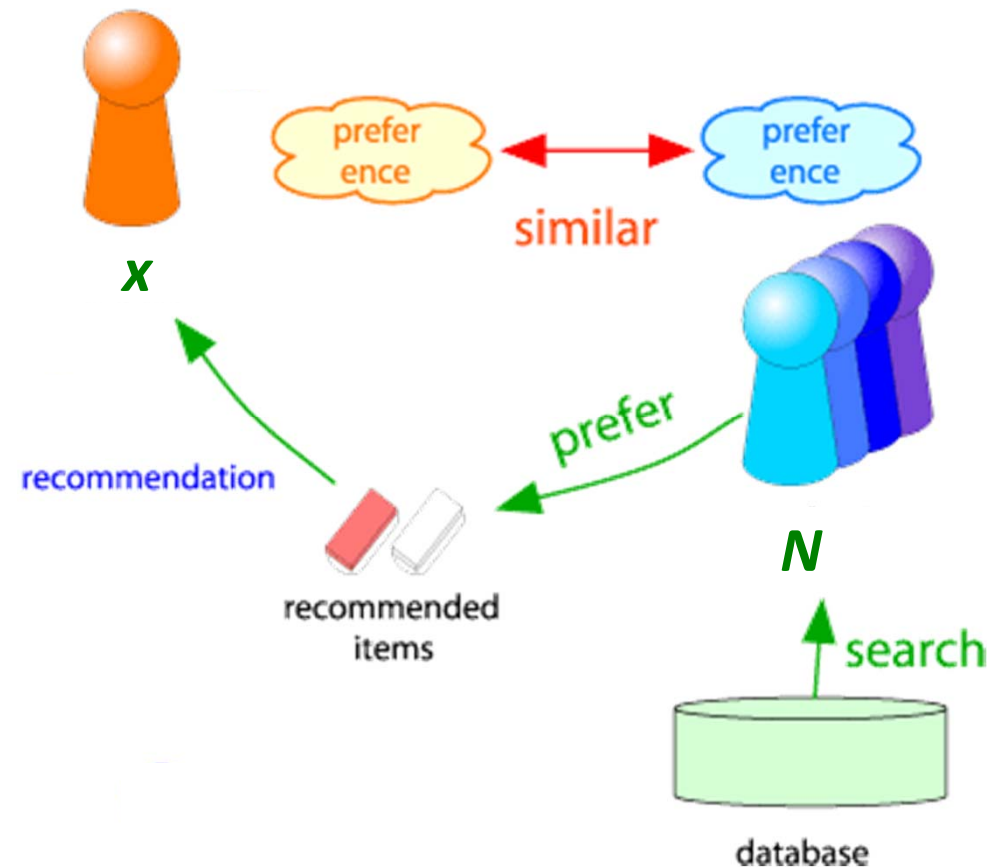 prefer
ence
prefer
ence
similar
x
prefer
recommendation
N
recommended
items
search
database